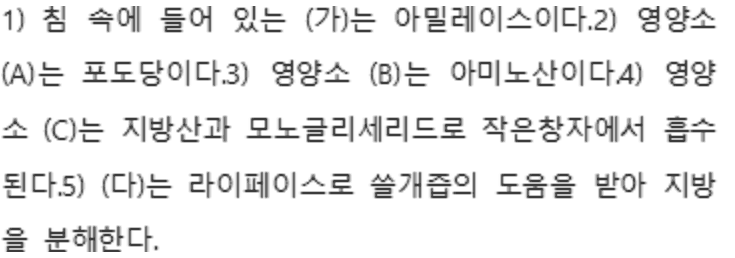 1) 침 속에 들어 있는 (가)는 아밀레이스이다.2) 영양소
(A)는 포도당이다.3) 영양소 (B)는 아미노산이다.4) 영양
소 (C)는 지방산과 모노글리세리드로 작은창자에서 흡수
된다.5) (다)는 라이페이스로 쓸개즙의 도움을 받아 지방
을 분해한다.